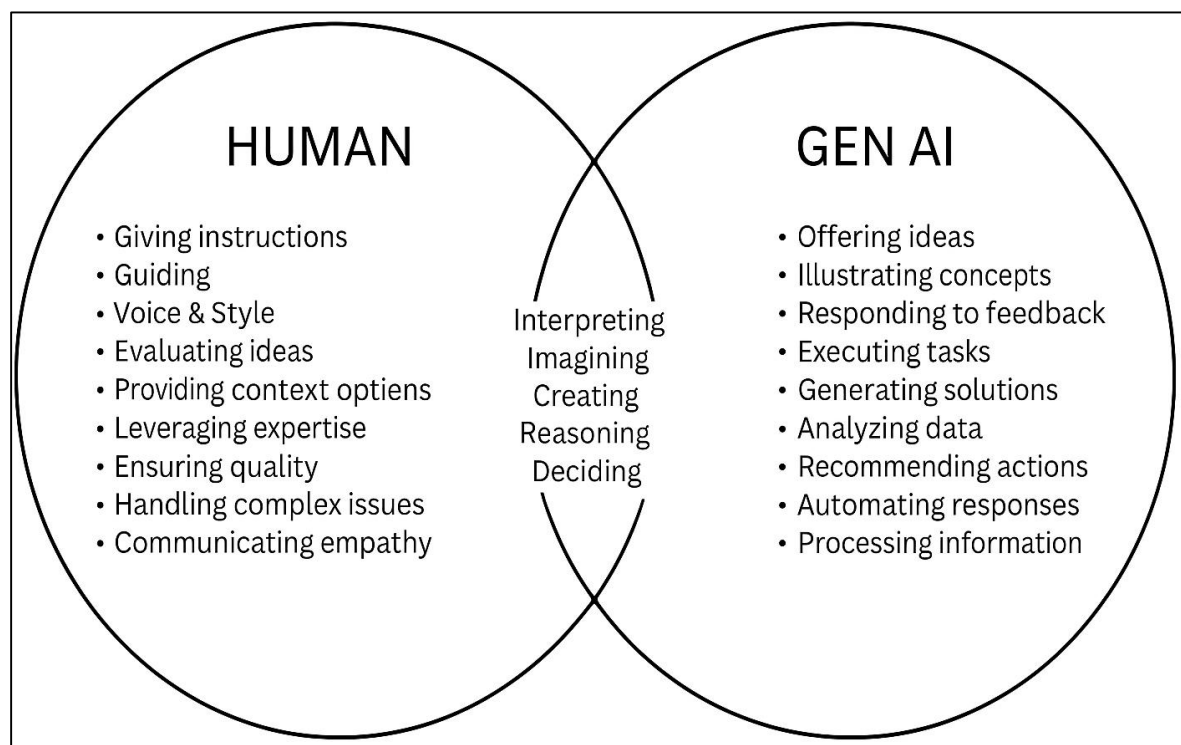 HUMAN
• Giving instructions
• Guiding
• Voice & Style
• Evaluating ideas
• Providing context optiens
• Leveraging expertise
• Ensuring quality
• Handling complex issues
• Communicating empathy
Interpreting
Imagining
Creating
Reasoning
Deciding
GEN AI
• Offering ideas
• Illustrating concepts
• Responding to feedback
• Executing tasks
• Generating solutions
• Analyzing data
• Recommending actions
• Automating responses
• Processing information